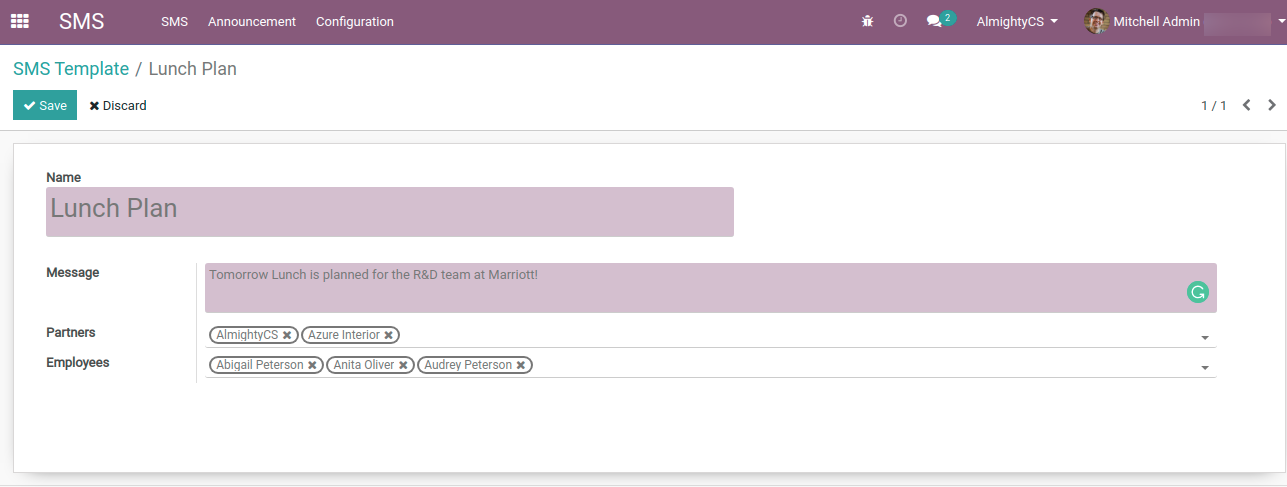 SMS SMS Announcement Configuration 2 AlmightyCS Mitchell Admin
SMS Template / Lunch Plan
Save Discard 1 / 1
Name
Lunch Plan
Message Tomorrow Lunch is planned for the R&D team at Marriott!
Partners AlmightyCS Azure Interior
Employees Abigail Peterson Anita Oliver Audrey Peterson